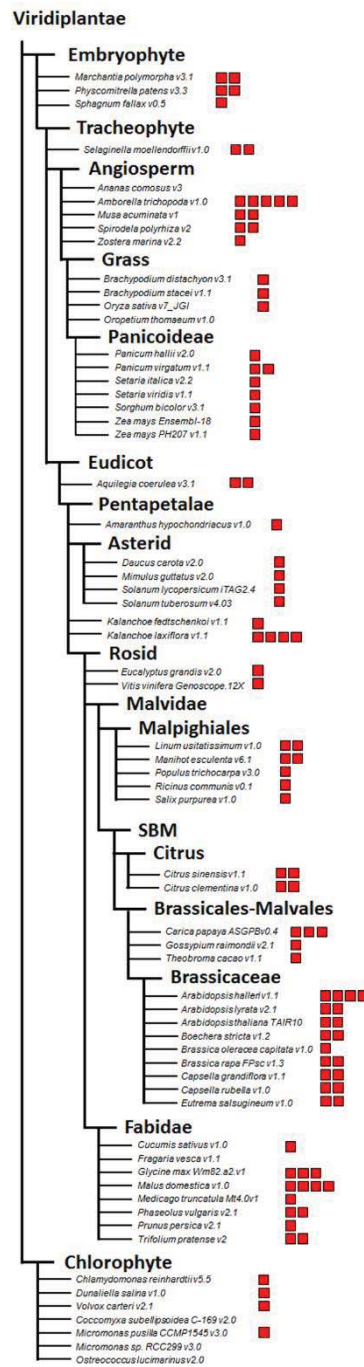 Viridiplantae
Embryophyte
Marchantia polymorpha v3.1
Physcomitrella patens v3.3
Sphagnum fallax v0.5
Tracheophyte
Selaginella moellendorffii v1.0
Angiosperm
Ananas comosus v3
Amborella trichopoda v1.0
Musa acuminata v1
Spirodela polyrhiza v2
Zostera marina v2.2
Grass
Brachypodium distachyon v3.1
Brachypodium stacei v1.1
Oryza sativa v7_JGI
Oropetium thomaeum v1.0
Panicoideae
Panicum hallii v2.0
Panicum virgatum v1.1
Setaria italica v2.2
Setaria viridis v1.1
Sorghum bicolor v3.1
Zea mays Ensembl-18
Zea mays PH207 v1.1
Eudicot
Aquilegia coerulea v3.1
Pentapetalae
Amaranthus hypochondriacus v1.0
Asterid
Daucus carota v2.0
Mimulus guttatus v2.0
Solanum lycopersicum iTAG2.4
Solanum tuberosum v4.03
Kalanchoe fedtschenkoi v1.1
Kalanchoe laxiflora v1.1
Rosid
Eucalyptus grandis v2.0
Vitis vinifera Genoscope.12X
Malvidae
Malpighiales
Linum usitatissimum v1.0
Manihot esculenta v6.1
Populus trichocarpa v3.0
Ricinus communis v0.1
Salix purpurea v1.0
SBM
Citrus
Citrus sinensis v1.1
Citrus clementina v1.0
Brassicales-Malvales
Carica papaya ASGPBv0.4
Gossypium raimondii v2.1
Theobroma cacao v1.1
Brassicaceae
Arabidopsis halleri v1.1
Arabidopsis lyrata v2.1
Arabidopsis thaliana TAIR10
Boechera stricta v1.2
Brassica oleracea capitata v1.0
Brassica rapa FPsc v1.3
Capsella grandiflora v1.1
Capsella rubella v1.0
Eutrema salsugineum v1.0
Fabidae
Cucumis sativus v1.0
Fragaria vesca v1.1
Glycine max Wm82.a2.v1
Malus domestica v1.0
Medicago truncatula Mt4.0v1
Phaseolus vulgaris v2.1
Prunus persica v2.1
Trifolium pratense v2
Chlorophyte
Chlamydomonas reinhardtii v5.5
Dunaliella salina v1.0
Volvox carteri v2.1
Coccomyxa subellipsoidea C-169 v2.0
Micromonas pusilla CCMP1545 v3.0
Micromonas sp. RCC299 v3.0
Ostreococcus lucimarinus v2.0